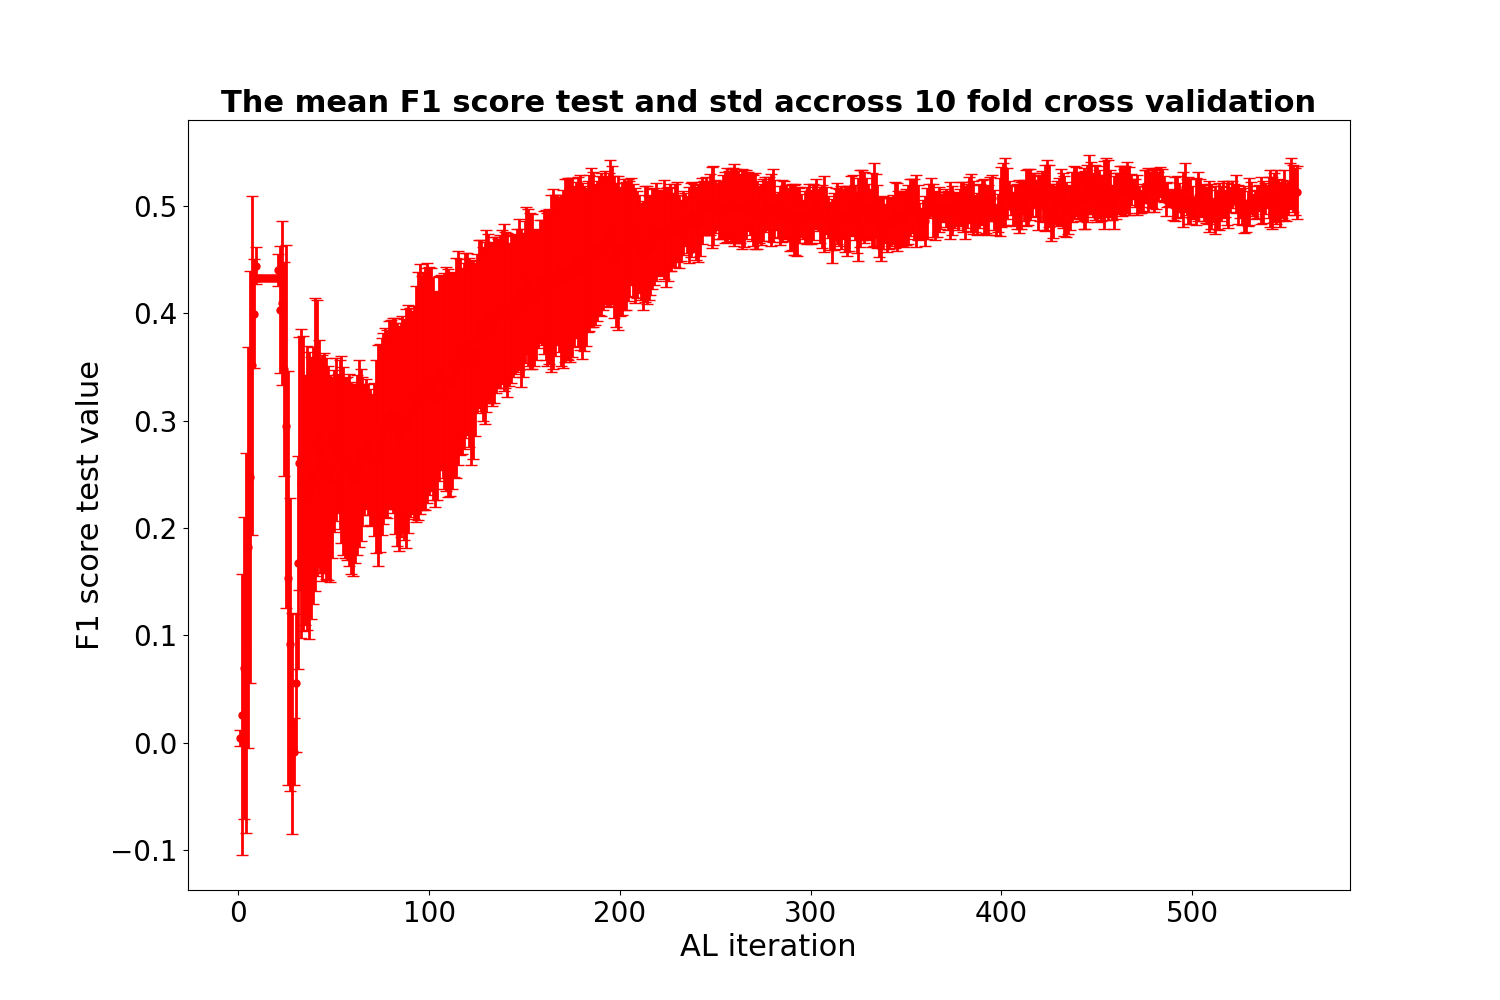 The mean F1 score test and std accross 10 fold cross validation
F1 score test value
0.5
0.4
0.3
0.2
0.1
0.0
−0.1
0 100 200 300 400 500
AL iteration